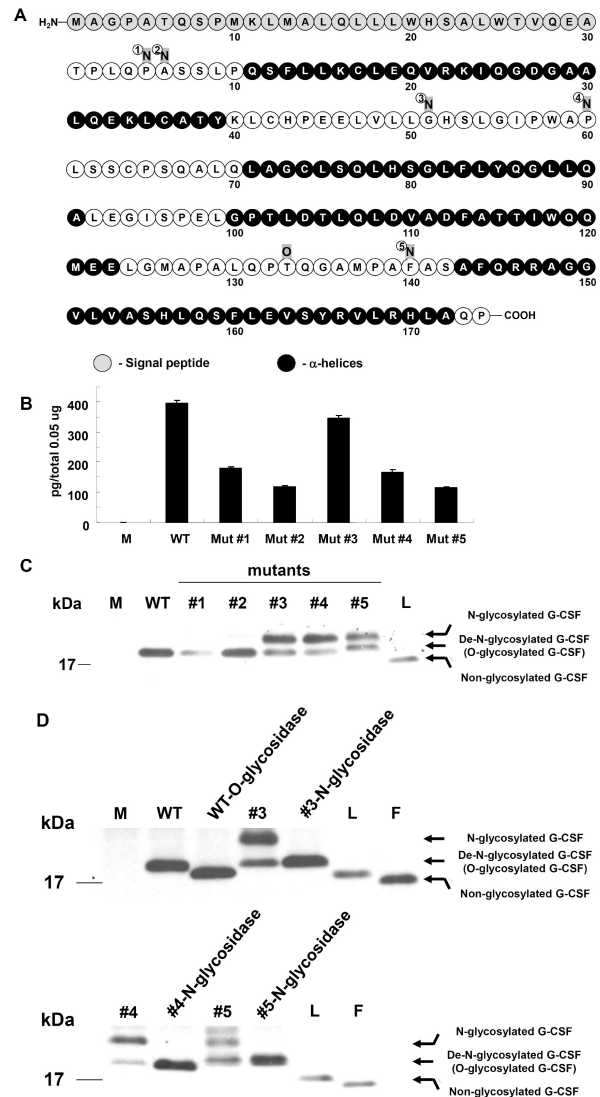 A
H₂N—M A G P A T Q S P M K L M A L Q L L L W H S A L W T V Q E A
10 20 30
①N ②N
T P L Q P A S S L P Q S F L L K C L E Q V R K I Q G D G A A
10 20 30
③N ④N
L Q E K L C A T Y K L C H P E E L V L L G H S L G I P W A P
40 50 60
L S S C P S Q A L Q L A G C L S Q L H S G L F L Y Q G L L Q
70 80 90
A L E G I S P E L G P T L D T L Q L D V A D F A T T I W Q Q
100 110 120
O ⑤N
M E E L G M A P A L Q P T Q G A M P A F A S A F Q R R A G G
130 140 150
V L V A S H L Q S F L E V S Y R V L R H L A Q P—COOH
160 170
- Signal peptide - α-helices
B
pg/total 0.05 ug
400
300
200
100
0
M WT Mut #1 Mut #2 Mut #3 Mut #4 Mut #5
C
mutants
kDa M WT #1 #2 #3 #4 #5 L
N-glycosylated G-CSF
De-N-glycosylated G-CSF
(O-glycosylated G-CSF)
17
Non-glycosylated G-CSF
D
kDa M WT WT-O-glycosidase #3 #3-N-glycosidase L F
N-glycosylated G-CSF
De-N-glycosylated G-CSF
(O-glycosylated G-CSF)
17
Non-glycosylated G-CSF
kDa #4 #4-N-glycosidase #5 #5-N-glycosidase L F
N-glycosylated G-CSF
De-N-glycosylated G-CSF
(O-glycosylated G-CSF)
17
Non-glycosylated G-CSF